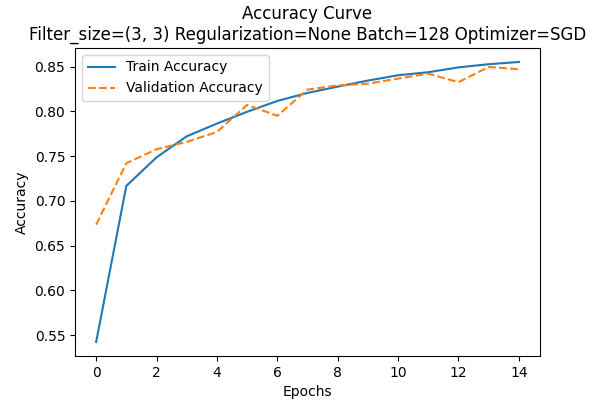 Accuracy Curve
Filter_size=(3, 3) Regularization=None Batch=128 Optimizer=SGD
Train Accuracy
Validation Accuracy
0.85
0.80
0.75
0.70
0.65
0.60
0.55
Accuracy
0 2 4 6 8 10 12 14
Epochs